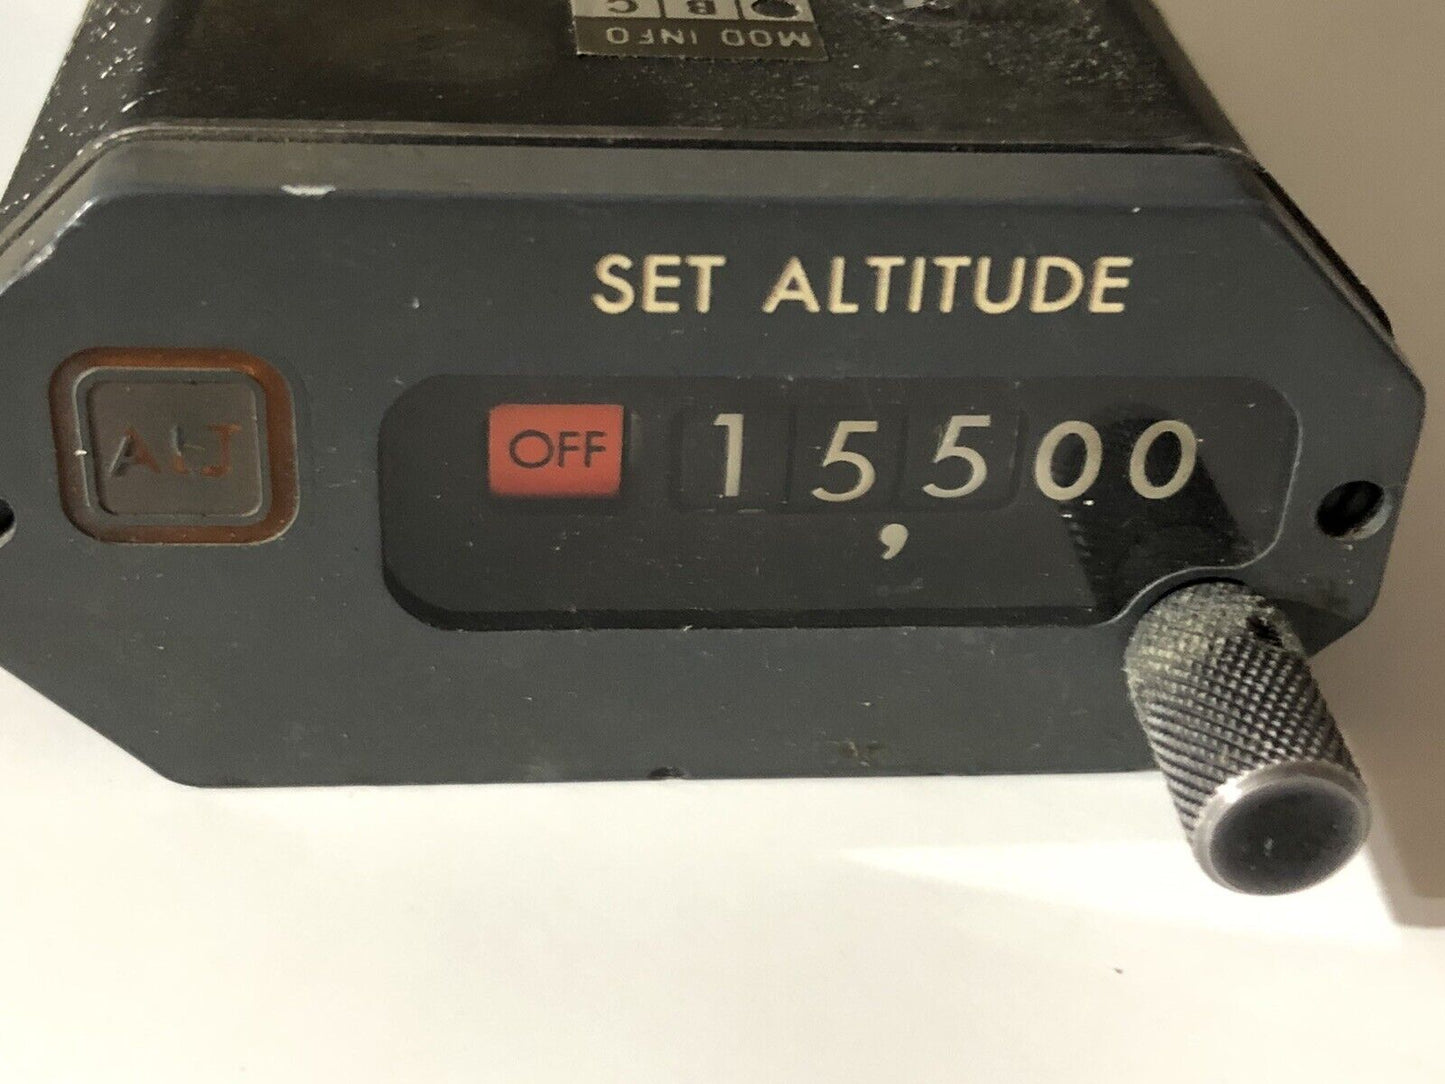 B C
MOD INFO
SET ALTITUDE
ALT
OFF 15,500